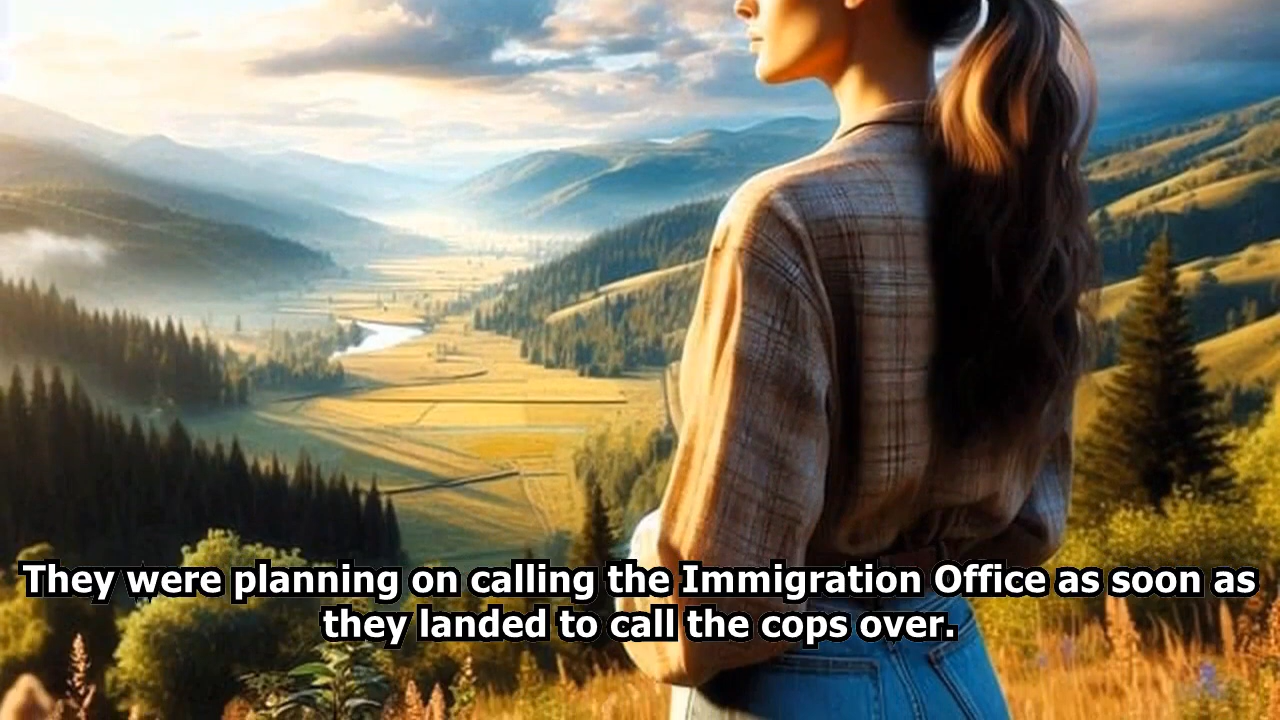 They were planning on calling the Immigration Office as soon as
they landed to call the cops over.